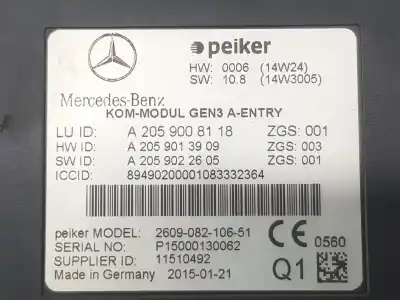 peiker
HW: 0006 (14W24)
SW: 10.8 (14W3005)
Mercedes-Benz
KOM-MODUL GEN3 A-ENTRY
LU ID: A 205 900 81 18 ZGS: 001
HW ID: A 205 901 39 09 ZGS: 003
SW ID: A 205 902 26 05 ZGS: 001
ICCID: 89490200001083332364
peiker MODEL: 2609-082-106-51
SERIAL NO: P15000130062
CE 0560
SUPPLIER ID: 11510492
Made in Germany 2015-01-21
Q1